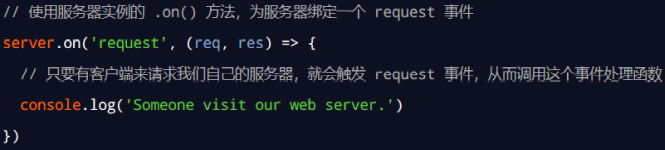 // 使用服务器实例的 .on() 方法，为服务器绑定一个 request 事件
server.on('request', (req, res) => {
  // 只要有客户端来请求我们自己的服务器，就会触发 request 事件，从而调用这个事件处理函数
  console.log('Someone visit our web server.')
})